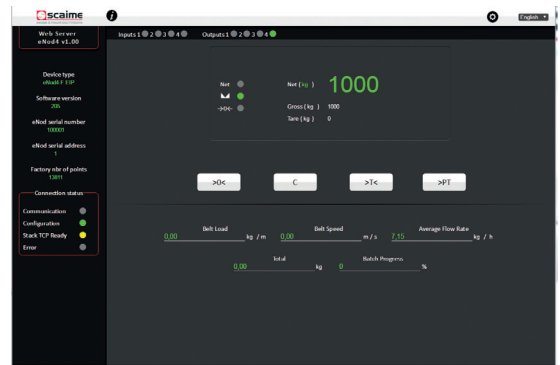 scaime
English
Web Server
eNod4 v1.00
Inputs 1 2 3 4 Outputs 1 2 3 4
Device type
eNod4-F EIP
Software version
205
eNod serial number
100001
eNod serial address
1
Factory nbr of points
13811
Connection status
Communication
Configuration
Stack TCP Ready
Error
Net
>0<
Net ( kg ) 1000
Gross ( kg ) 1000
Tare ( kg ) 0
>0< C >T< >PT
Belt Load Belt Speed Average Flow Rate
0,00 kg / m 0,00 m / s 7,15 kg / h
Total Batch Progress
0,00 kg 0 %